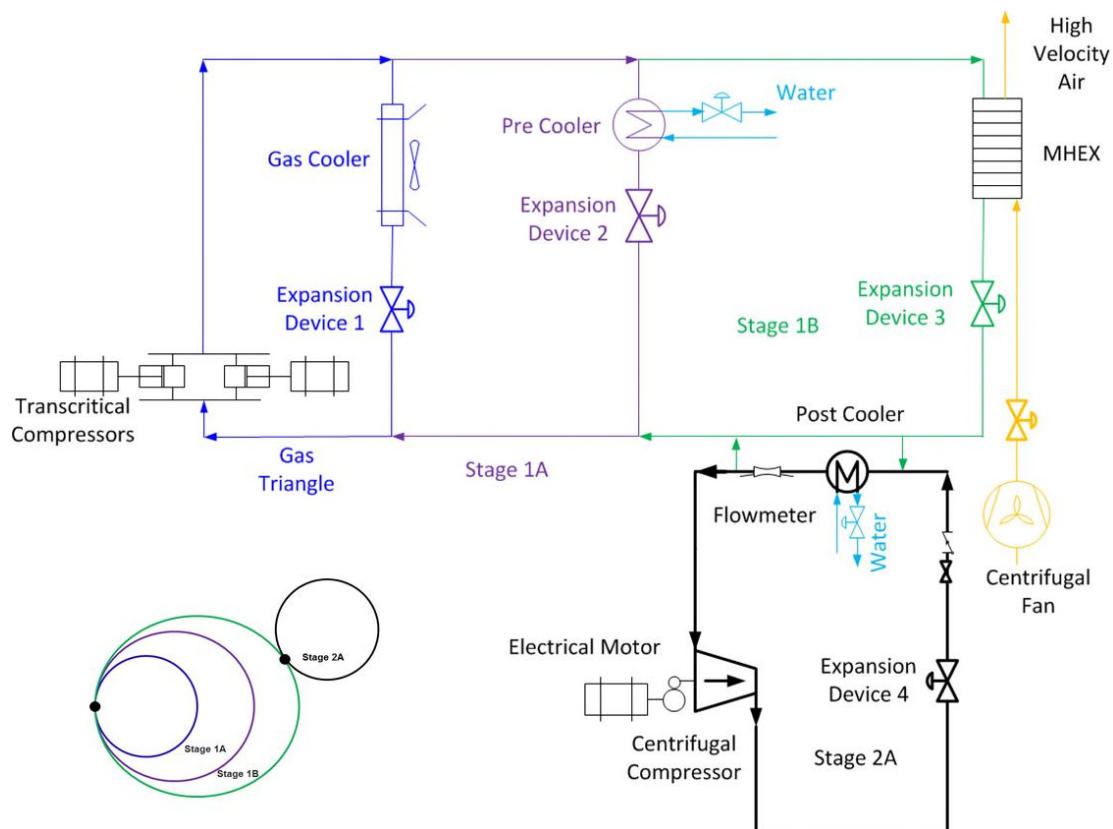 High
Velocity
Air
Water
Pre Cooler
Gas Cooler
MHEX
Expansion
Device 2
Expansion
Device 1
Expansion
Device 3
Stage 1B
Transcritical
Compressors
Post Cooler
Gas
Triangle
Stage 1A
Flowmeter
Water
Centrifugal
Fan
Electrical Motor
Expansion
Device 4
Centrifugal
Compressor
Stage 2A
Stage 2A
Stage 1A
Stage 1B